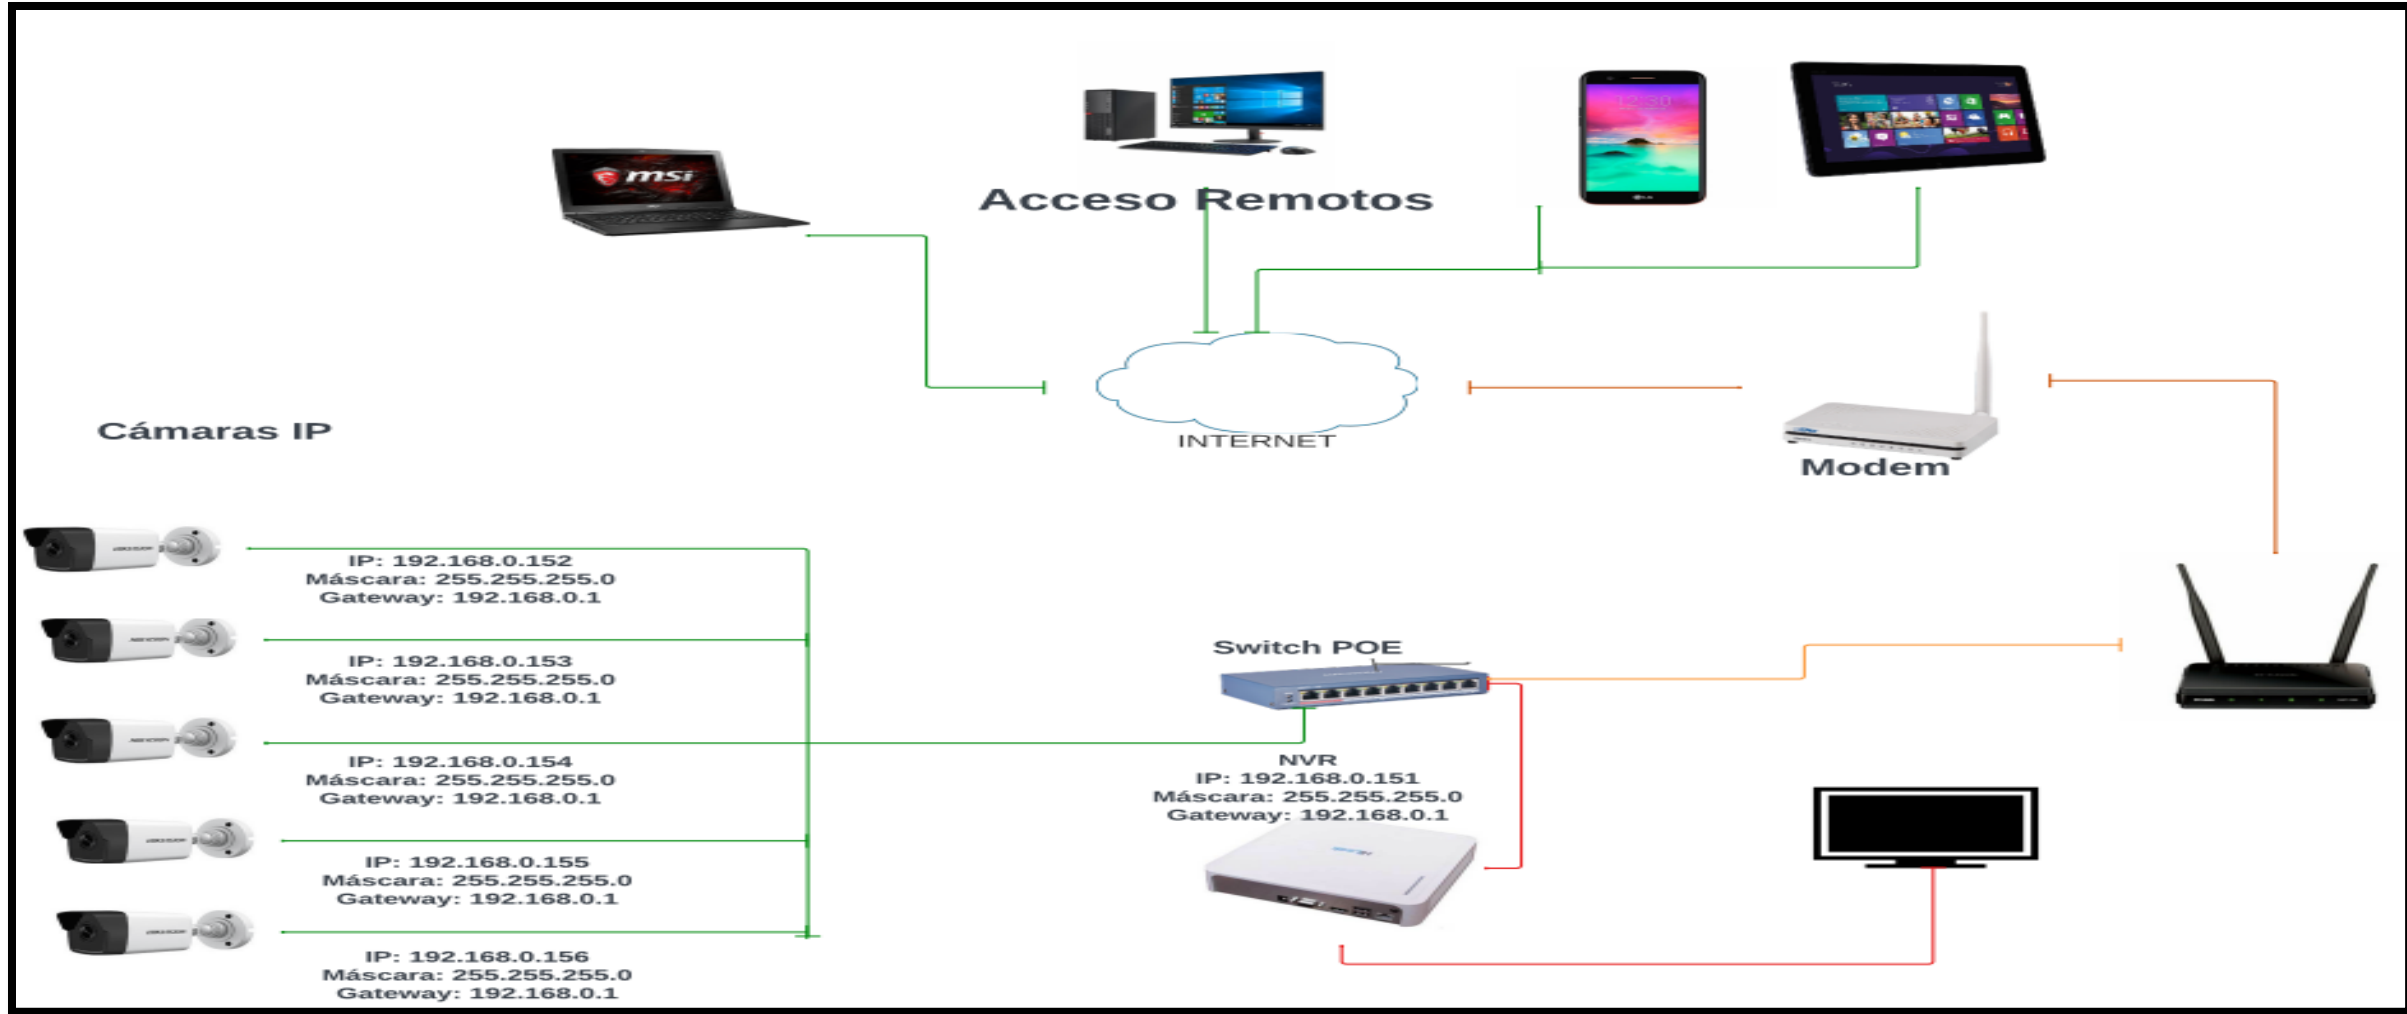 msi
Acceso Remotos
12:30
LG
INTERNET
Modem
Cámaras IP
IP: 192.168.0.152
Máscara: 255.255.255.0
Gateway: 192.168.0.1
IP: 192.168.0.153
Máscara: 255.255.255.0
Gateway: 192.168.0.1
IP: 192.168.0.154
Máscara: 255.255.255.0
Gateway: 192.168.0.1
IP: 192.168.0.155
Máscara: 255.255.255.0
Gateway: 192.168.0.1
IP: 192.168.0.156
Máscara: 255.255.255.0
Gateway: 192.168.0.1
Switch POE
NVR
IP: 192.168.0.151
Máscara: 255.255.255.0
Gateway: 192.168.0.1